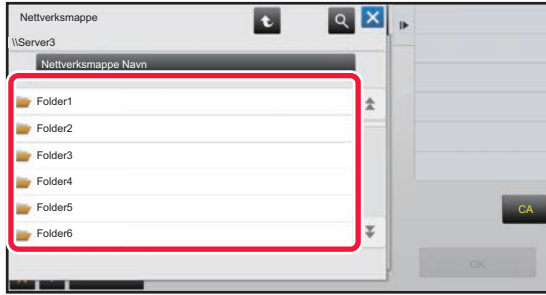 Nettverksmappe
\\Server3
Nettverksmappe Navn
Folder1
Folder2
Folder3
Folder4
Folder5
Folder6
CA
OK